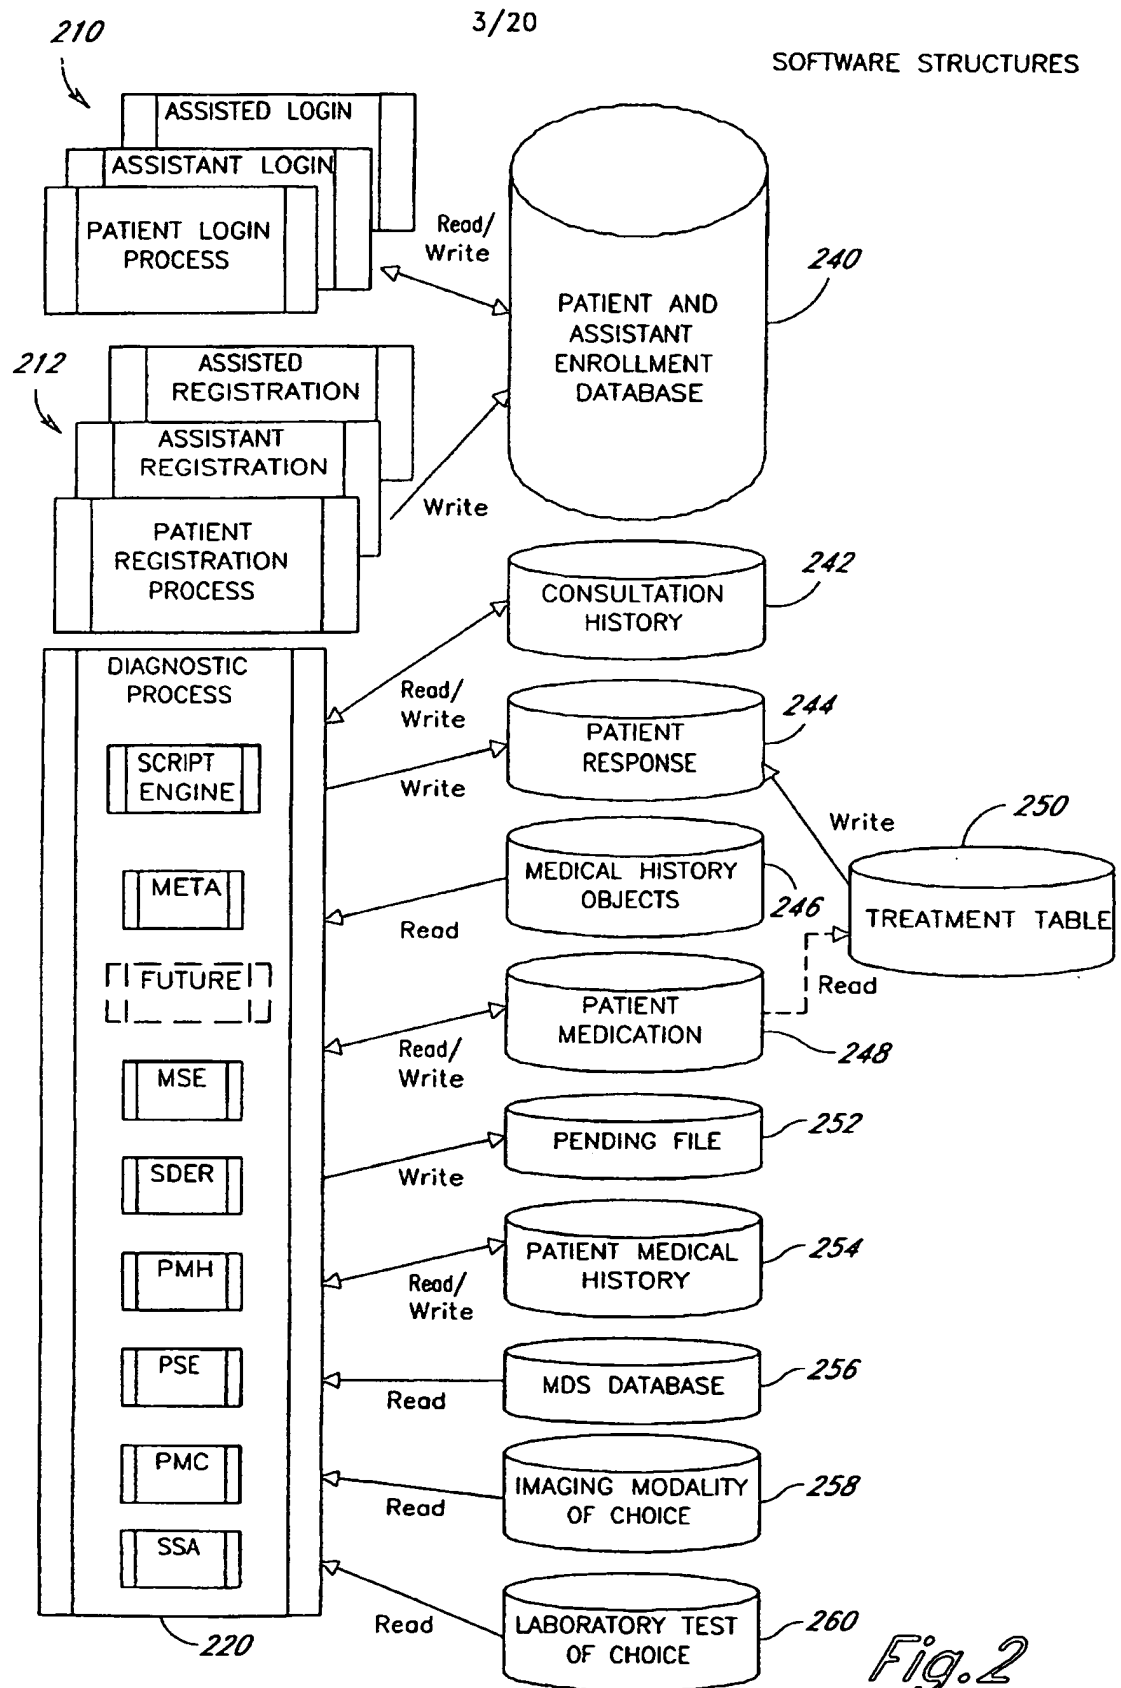 3/20
SOFTWARE STRUCTURES
210
ASSISTED LOGIN
ASSISTANT LOGIN
PATIENT LOGIN
PROCESS
Read/
Write
240
PATIENT AND
ASSISTANT
ENROLLMENT
DATABASE
212
ASSISTED
REGISTRATION
ASSISTANT
REGISTRATION
PATIENT
REGISTRATION
PROCESS
Write
242
CONSULTATION
HISTORY
DIAGNOSTIC
PROCESS
Read/
Write
244
PATIENT
RESPONSE
SCRIPT
ENGINE
Write
Write
250
TREATMENT TABLE
MEDICAL HISTORY
OBJECTS
246
META
Read
FUTURE
PATIENT
MEDICATION
Read
248
Read/
Write
MSE
PENDING FILE
252
SDER
Write
PATIENT MEDICAL
HISTORY
254
PMH
Read/
Write
PSE
MDS DATABASE
256
Read
PMC
IMAGING MODALITY
OF CHOICE
258
Read
SSA
LABORATORY TEST
OF CHOICE
260
Read
220
Fig.2